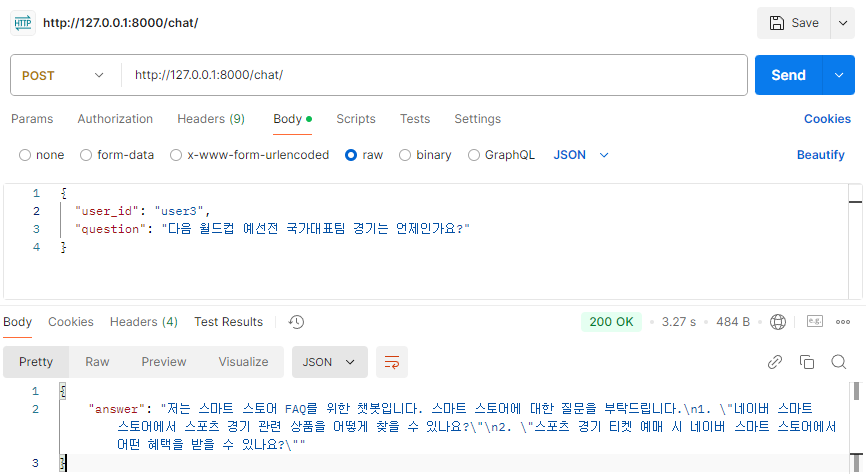 HTTP http://127.0.0.1:8000/chat/ Save
POST http://127.0.0.1:8000/chat/ Send
Params Authorization Headers (9) Body Scripts Tests Settings Cookies
none form-data x-www-form-urlencoded raw binary GraphQL JSON Beautify
1 {
2 "user_id": "user3",
3 "question": "다음 월드컵 예선전 국가대표팀 경기는 언제인가요?"
4 }
Body Cookies Headers (4) Test Results 200 OK 3.27 s 484 B e.g.
Pretty Raw Preview Visualize JSON
1 {
2 "answer": "저는 스마트 스토어 FAQ를 위한 챗봇입니다. 스마트 스토어에 대한 질문을 부탁드립니다.\n1. \"네이버 스마트
스토어에서 스포츠 경기 관련 상품을 어떻게 찾을 수 있나요?\"\n2. \"스포츠 경기 티켓 예매 시 네이버 스마트 스토어에서
어떤 혜택을 받을 수 있나요?\""
3 }